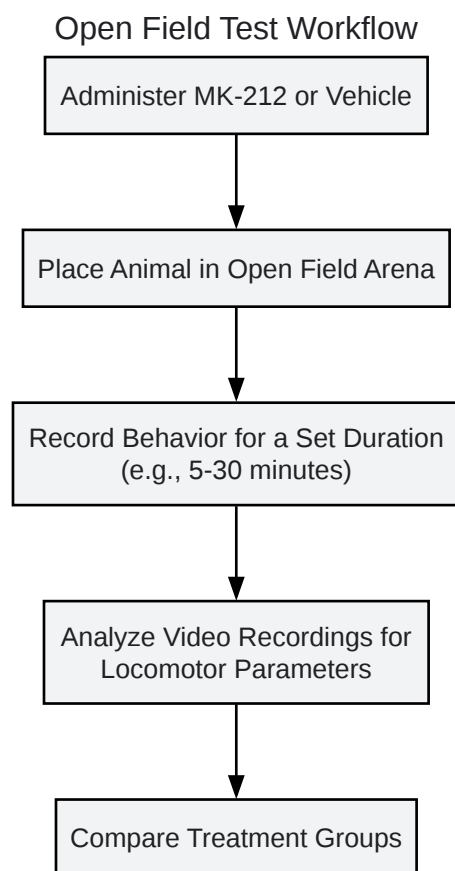 Open Field Test Workflow
Administer MK-212 or Vehicle
Place Animal in Open Field Arena
Record Behavior for a Set Duration
(e.g., 5-30 minutes)
Analyze Video Recordings for
Locomotor Parameters
Compare Treatment Groups